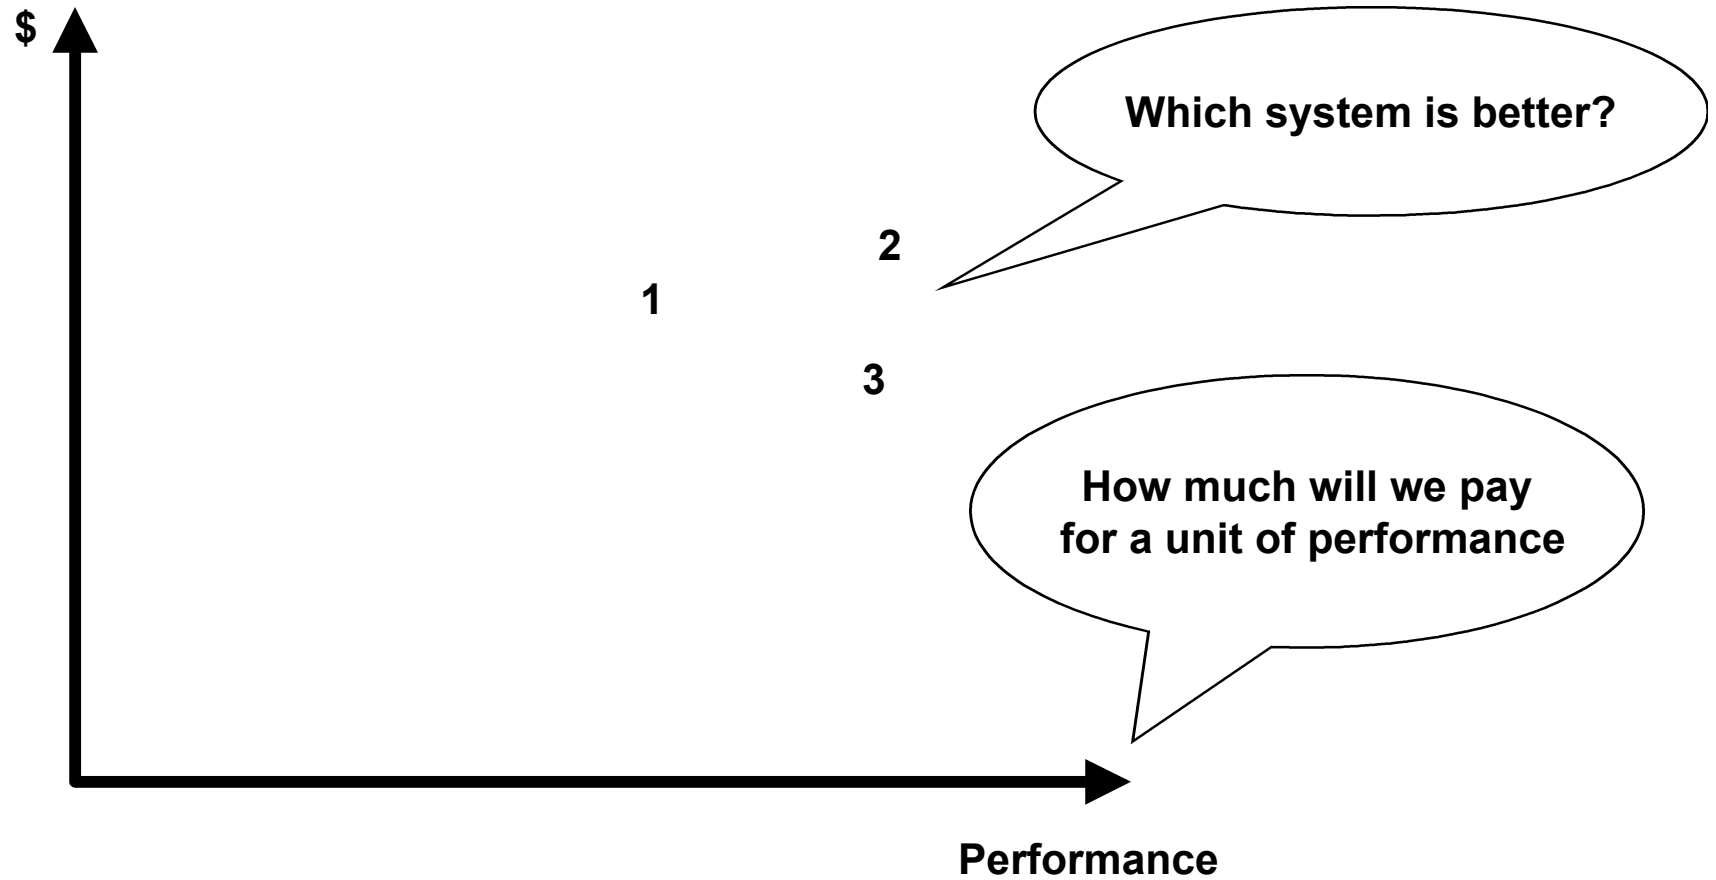 $
Which system is better?
2
1
3
How much will we pay
for a unit of performance
Performance